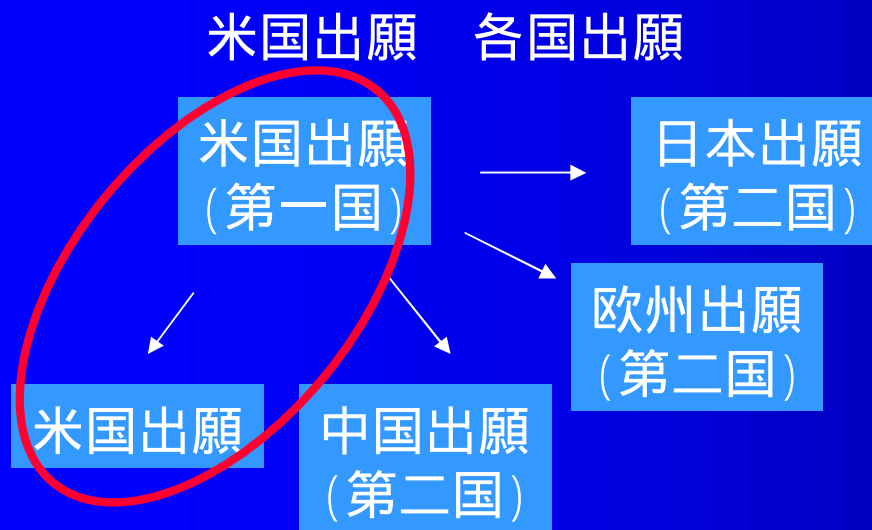 米国出願　各国出願
米国出願
（第一国）
日本出願
（第二国）
欧州出願
（第二国）
米国出願
中国出願
（第二国）